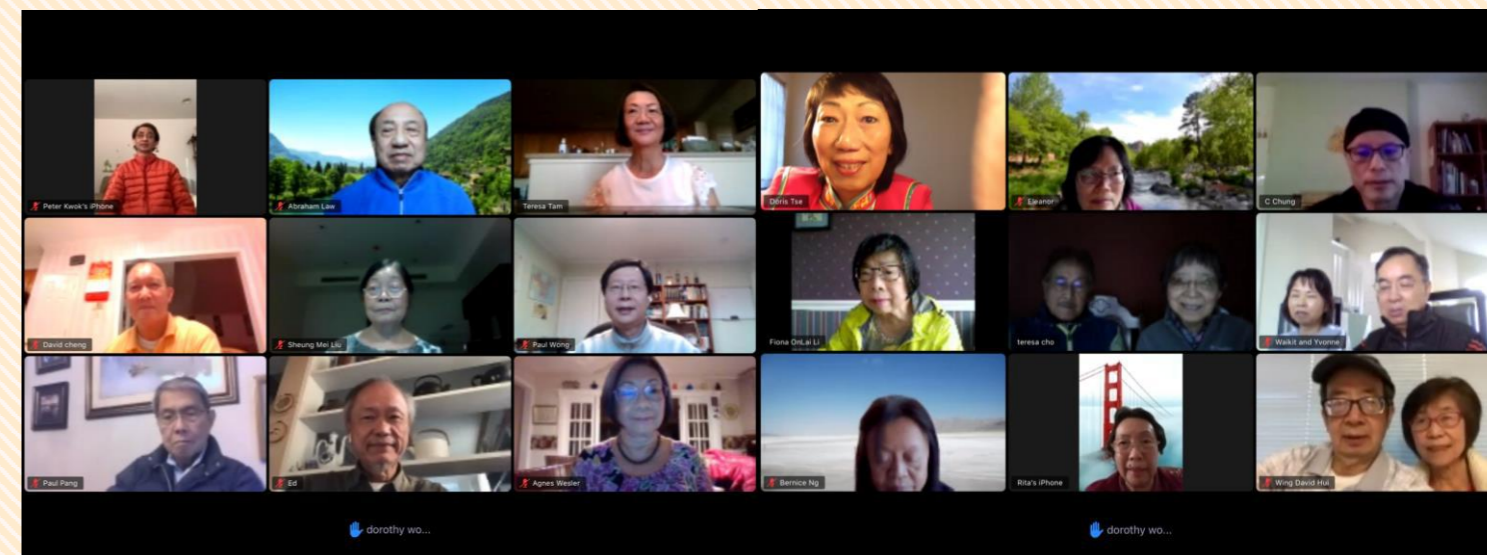 Peter Kwok's iPhone
Abraham Law
Teresa Tam
Doris Tse
Eleanor
C Chung
David cheng
Sheung Mei Liu
Paul Wong
Fiona OnLai Li
teresa cho
Waikit and Yvonne
Paul Pang
Ed
Agnes Wesler
Bernice Ng
Rita's iPhone
Wing David Hui
dorothy wo...
dorothy wo...